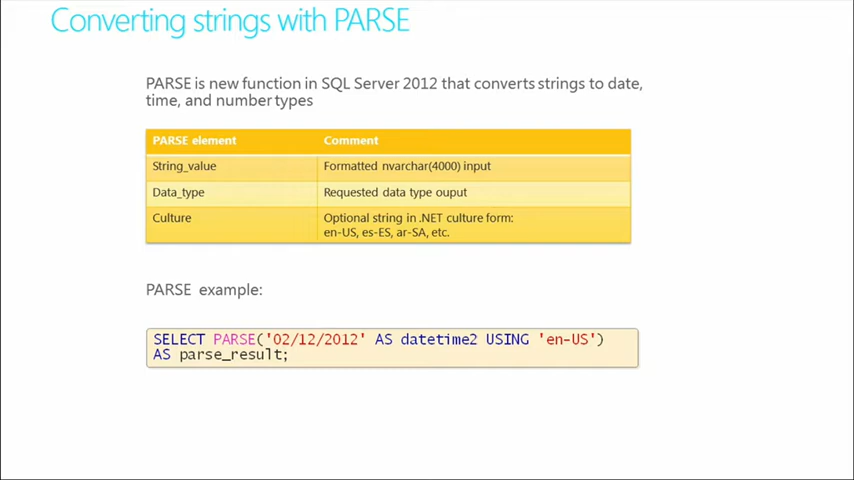 Converting strings with PARSE
PARSE is new function in SQL Server 2012 that converts strings to date,
time, and number types
PARSE element Comment
String_value Formatted nvarchar(4000) input
Data_type Requested data type ouput
Culture Optional string in .NET culture form:
en-US, es-ES, ar-SA, etc.
PARSE example:
SELECT PARSE('02/12/2012' AS datetime2 USING 'en-US')
AS parse_result;